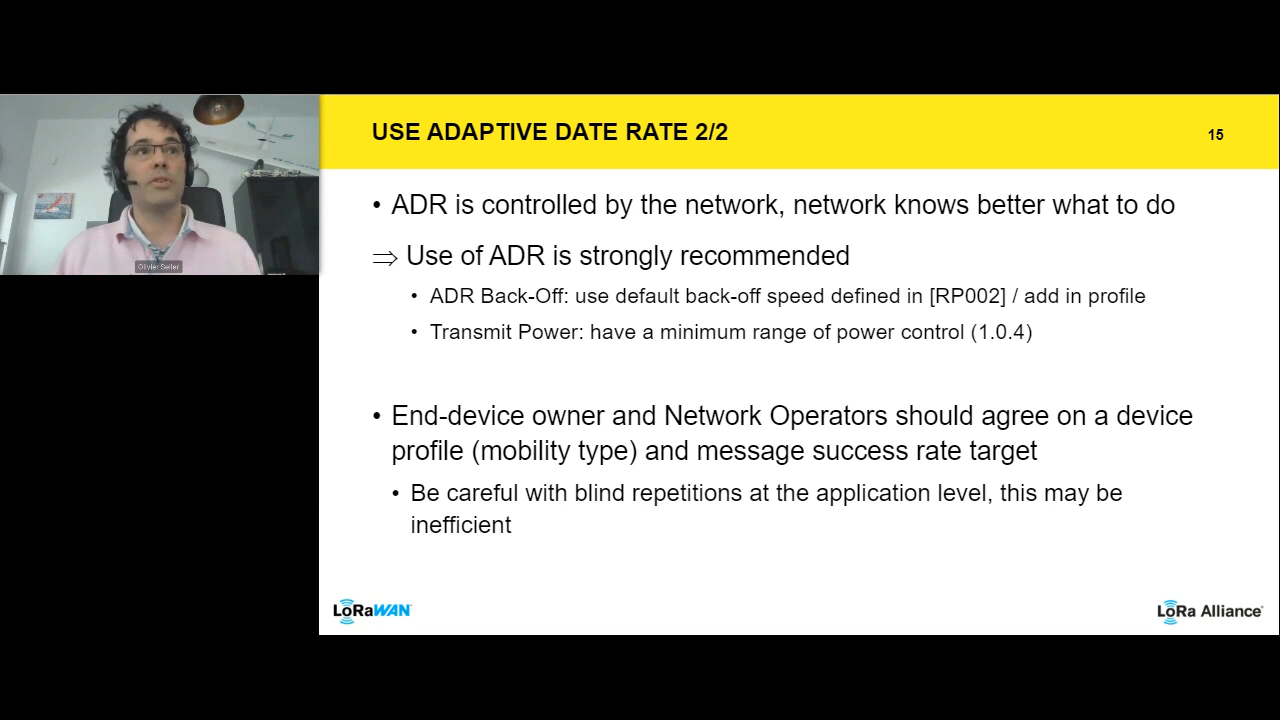 USE ADAPTIVE DATE RATE 2/2
15
• ADR is controlled by the network, network knows better what to do
⇒ Use of ADR is strongly recommended
• ADR Back-Off: use default back-off speed defined in [RP002] / add in profile
• Transmit Power: have a minimum range of power control (1.0.4)
• End-device owner and Network Operators should agree on a device
profile (mobility type) and message success rate target
• Be careful with blind repetitions at the application level, this may be
inefficient
Olivier Seller
LoRaWAN
LoRa Alliance